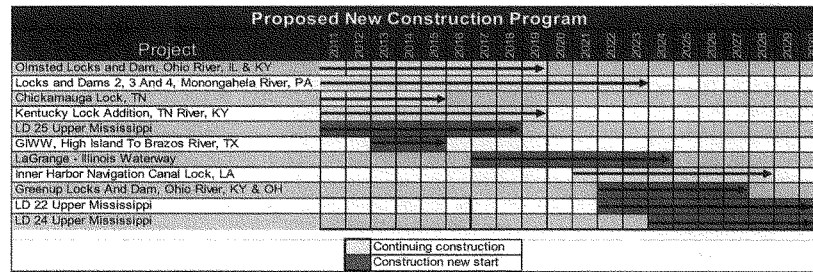 Proposed New Construction Program
Project
2011 2012 2013 2014 2015 2016 2017 2018 2019 2020 2021 2022 2023 2024 2025 2026 2027 2028 2029
Olmsted Locks and Dam, Ohio River, IL & KY
Locks and Dams 2, 3 And 4, Monongahela River, PA
Chickamauga Lock, TN
Kentucky Lock Addition, TN River, KY
LD 25 Upper Mississippi
GIWW, High Island To Brazos River, TX
LaGrange - Illinois Waterway
Inner Harbor Navigation Canal Lock, LA
Greenup Locks And Dam, Ohio River, KY & OH
LD 22 Upper Mississippi
LD 24 Upper Mississippi
Continuing construction
Construction new start